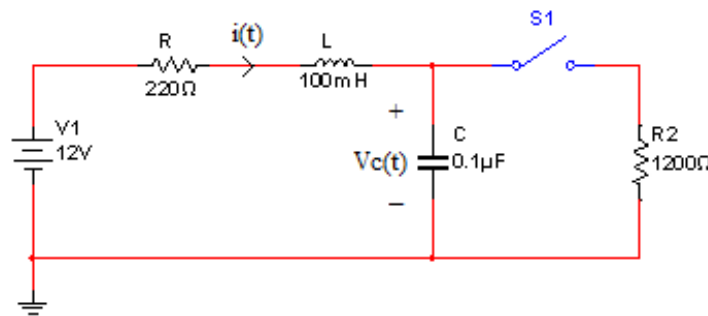 S1
R
i(t)
L
220Ω
100mH
V1
12V
+
Vc(t)
−
C
0.1µF
R2
1200Ω